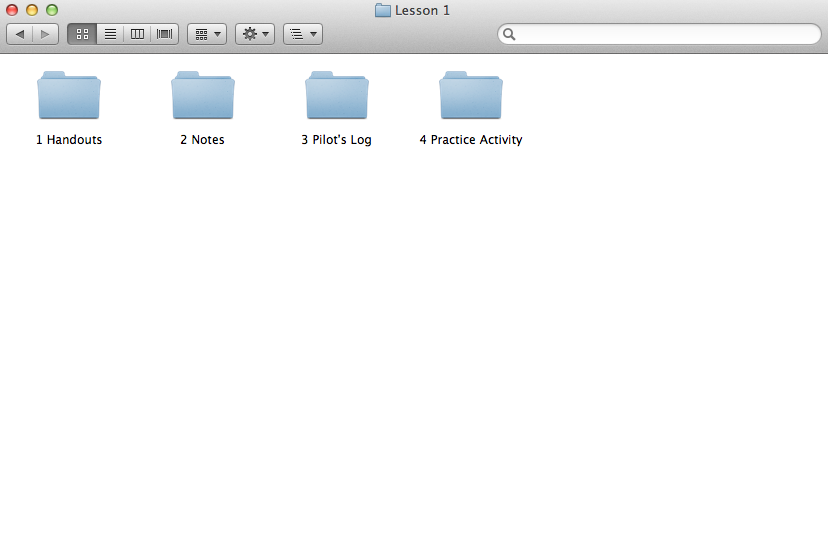 Lesson 1
1 Handouts
2 Notes
3 Pilot's Log
4 Practice Activity